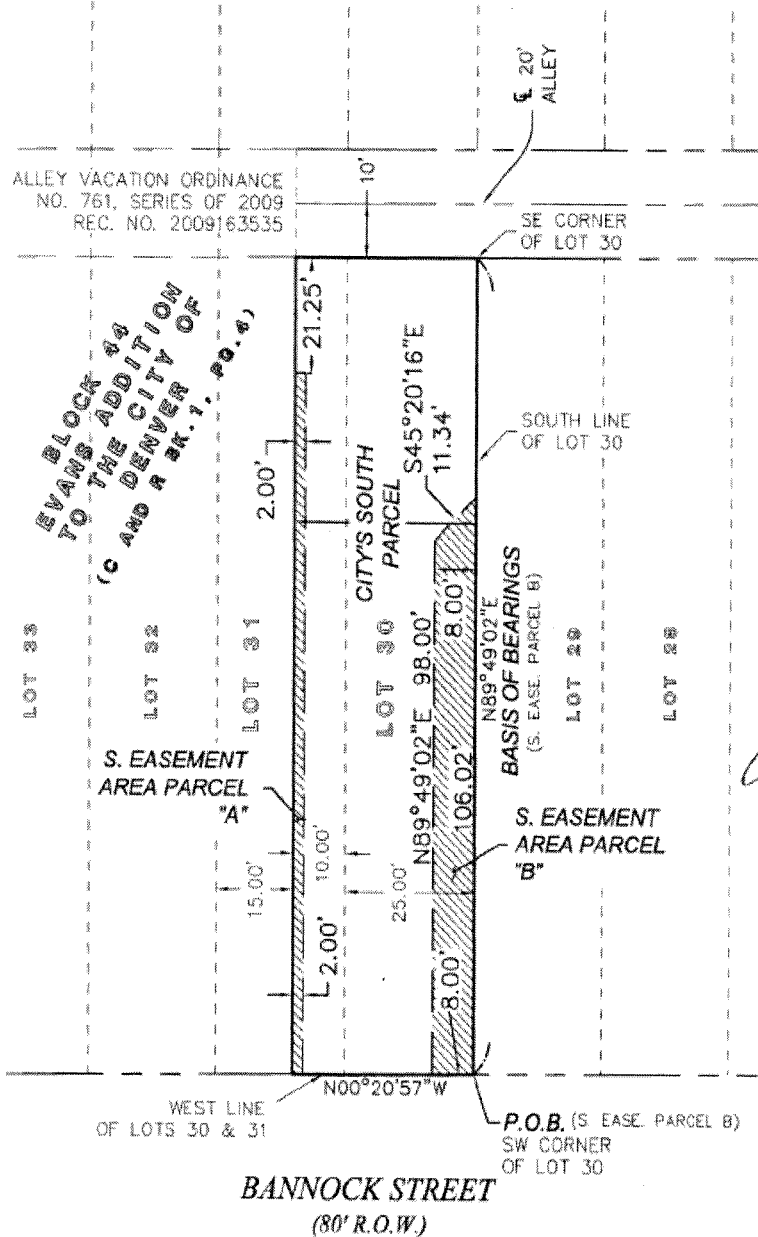 ℄ 20'
ALLEY
ALLEY VACATION ORDINANCE
NO. 761, SERIES OF 2009
REC. NO. 2009163535
10'
SE CORNER
OF LOT 30
BLOCK 44
EVANS ADDITION
TO THE CITY OF
DENVER
(C AND R BK. 1, PG. 4)
21.25'
2.00'
CITY'S SOUTH
PARCEL
S45°20'16"E
11.34'
SOUTH LINE
OF LOT 30
LOT 33
LOT 32
LOT 31
LOT 30
N89°49'02"E 98.00'
8.00'
106.02'
N89°49'02"E
BASIS OF BEARINGS
(S. EASE. PARCEL B)
LOT 29
LOT 28
S. EASEMENT
AREA PARCEL
"A"
S. EASEMENT
AREA PARCEL
"B"
15.00'
10.00'
25.00'
2.00'
8.00'
N00°20'57"W
WEST LINE
OF LOTS 30 & 31
P.O.B. (S. EASE. PARCEL B)
SW CORNER
OF LOT 30
BANNOCK STREET
(80' R.O.W.)